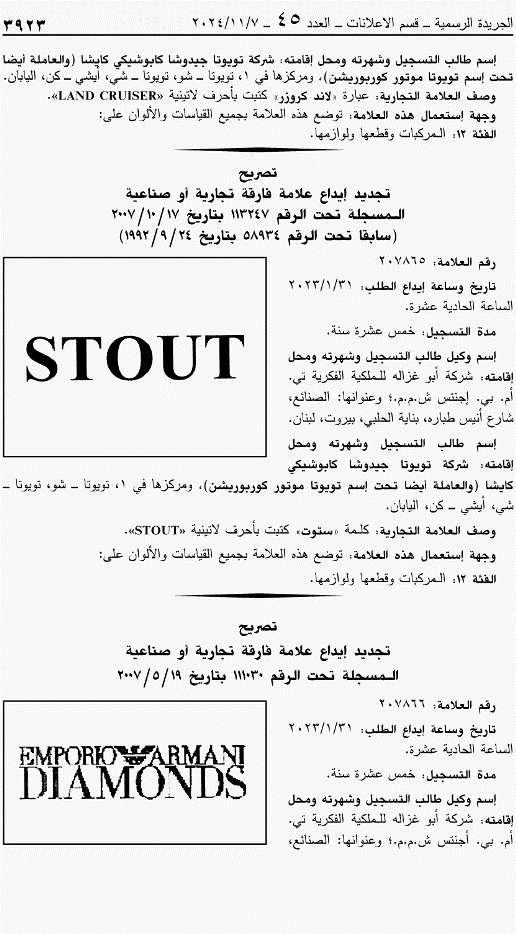 الجريدة الرسمية ــ قسم الاعلانات ــ العدد ٤٥ ــ ٢٠٢٤/١١/٧ ٣٩٢٣
إسم طالب التسجيل وشهرته ومحل إقامته: شركة تويوتا جيدوشا كابوشيكي كايشا (والعاملة أيضا
تحت إسم تويوتا موتور كوربوريشن)، ومركزها في ١، تويوتا ــ شو، تويوتا ــ شي، أيشي ــ كن، اليابان.
وصف العلامة التجارية: عبارة «لاند كروزر» كتبت بأحرف لاتينية «LAND CRUISER».
وجهة إستعمال هذه العلامة: توضع هذه العلامة بجميع القياسات والألوان على:
الفئة ١٢: المركبات وقطعها ولوازمها.
تصريح
تجديد إيداع علامة فارقة تجارية أو صناعية
المسجلة تحت الرقم ١١٣٢٤٧ بتاريخ ٢٠٠٧/١٠/١٧
(سابقا تحت الرقم ٥٨٩٣٤ بتاريخ ١٩٩٢/٩/٢٤)
رقم العلامة: ٢٠٧٨٦٥
تاريخ وساعة إيداع الطلب: ٢٠٢٣/١/٣١
الساعة الحادية عشرة.
مدة التسجيل: خمس عشرة سنة.
إسم وكيل طالب التسجيل وشهرته ومحل
إقامته: شركة أبو غزاله للملكية الفكرية تي.
أم. بي. إجنتس ش.م.م.؛ وعنوانها: الصنائع،
شارع أنيس طباره، بناية الحلبي، بيروت، لبنان.
STOUT
إسم طالب التسجيل وشهرته ومحل
إقامته: شركة تويوتا جيدوشا كابوشيكي
كايشا (والعاملة أيضا تحت إسم تويوتا موتور كوربوريشن)، ومركزها في ١، تويوتا ــ شو، تويوتا ــ
شي، أيشي ــ كن، اليابان.
وصف العلامة التجارية: كلمة «ستوت» كتبت بأحرف لاتينية «STOUT».
وجهة إستعمال هذه العلامة: توضع هذه العلامة بجميع القياسات والألوان على:
الفئة ١٢: المركبات وقطعها ولوازمها.
تصريح
تجديد إيداع علامة فارقة تجارية أو صناعية
المسجلة تحت الرقم ١١١٠٣٠ بتاريخ ٢٠٠٧/٥/١٩
رقم العلامة: ٢٠٧٨٦٦
تاريخ وساعة إيداع الطلب: ٢٠٢٣/١/٣١
الساعة الحادية عشرة.
مدة التسجيل: خمس عشرة سنة.
إسم وكيل طالب التسجيل وشهرته ومحل
إقامته: شركة أبو غزاله للملكية الفكرية تي.
أم. بي. أجنتس ش.م.م.؛ وعنوانها: الصنائع،
EMPORIO ARMANI
DIAMONDS